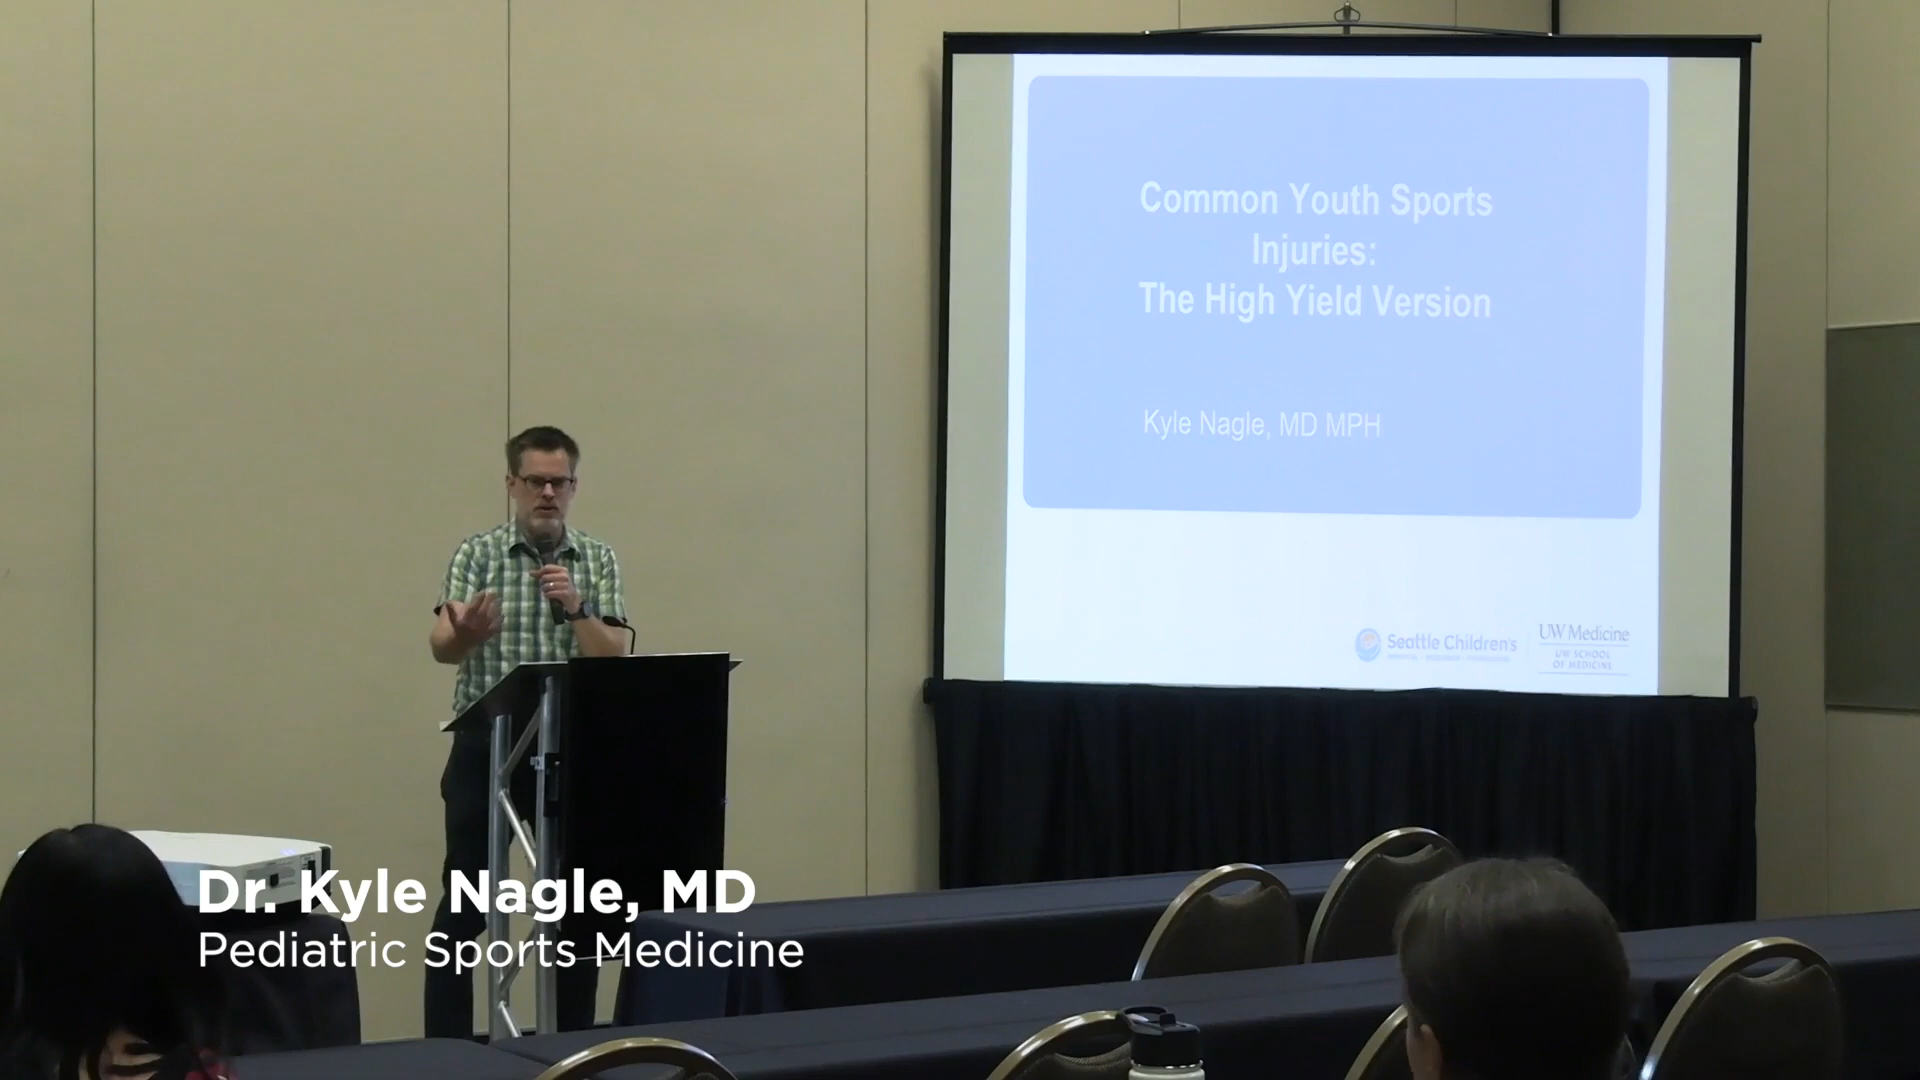 Common Youth Sports
Injuries:
The High Yield Version
Kyle Nagle, MD MPH
Seattle Children's
UW Medicine
UW SCHOOL
OF MEDICINE
Dr. Kyle Nagle, MD
Pediatric Sports Medicine